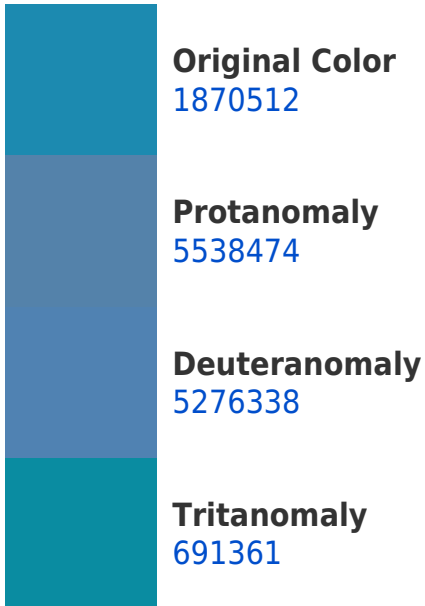 Original Color
1870512
Protanomaly
5538474
Deuteranomaly
5276338
Tritanomaly
691361